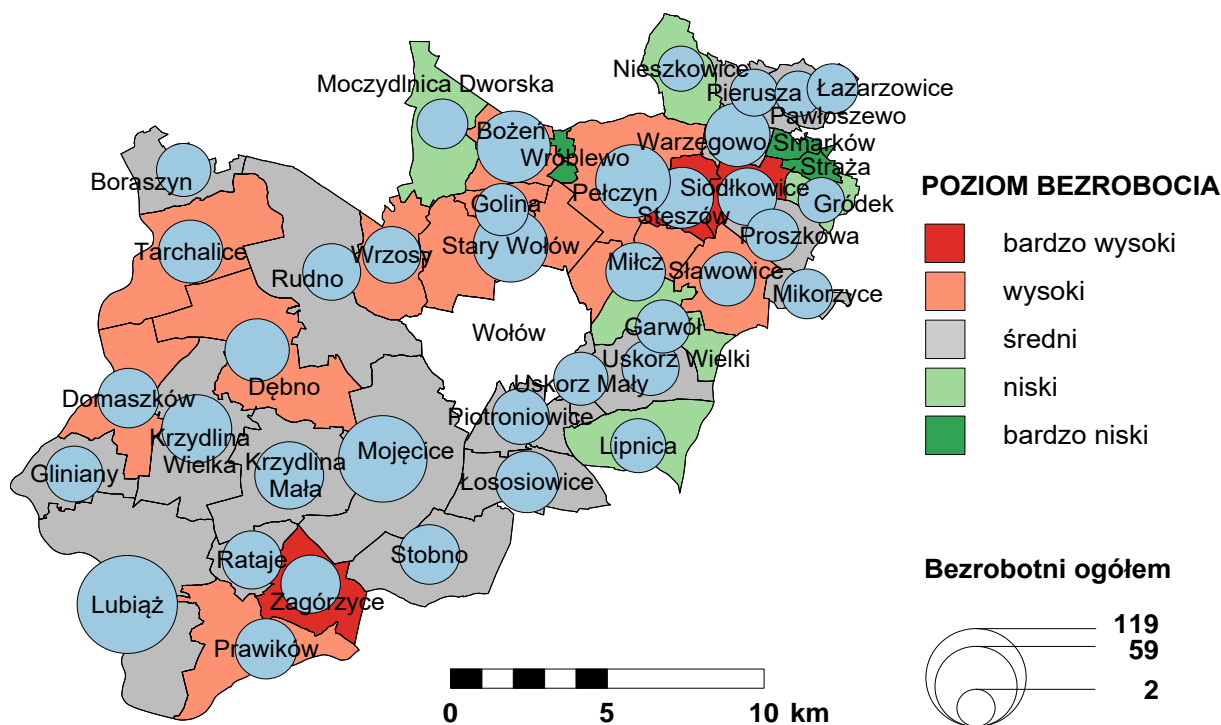 Nieszkowice
Moczydlnica Dworska
Pierusza
Łazarzowice
Pawłoszewo
Bożeń
Warzęgowo
Smarków
Wróblewo
Straża
Boraszyn
Pełczyn
Siodłkowice
Stęszów
Gródek
Golina
Proszkowa
Tarchalice
Wrzosy
Stary Wołów
Rudno
Miłcz
Sławowice
Mikorzyce
Wołów
Garwół
Uskorz Wielki
Dębno
Uskorz Mały
Domaszków
Piotroniowice
Krzydlina
Wielka
Mojęcice
Lipnica
Gliniany
Krzydlina
Mała
Łososiowice
Rataje
Stobno
Zagórzyce
Lubiąż
Prawików
0
5
10 km
POZIOM BEZROBOCIA
bardzo wysoki
wysoki
średni
niski
bardzo niski
Bezrobotni ogółem
119
59
2